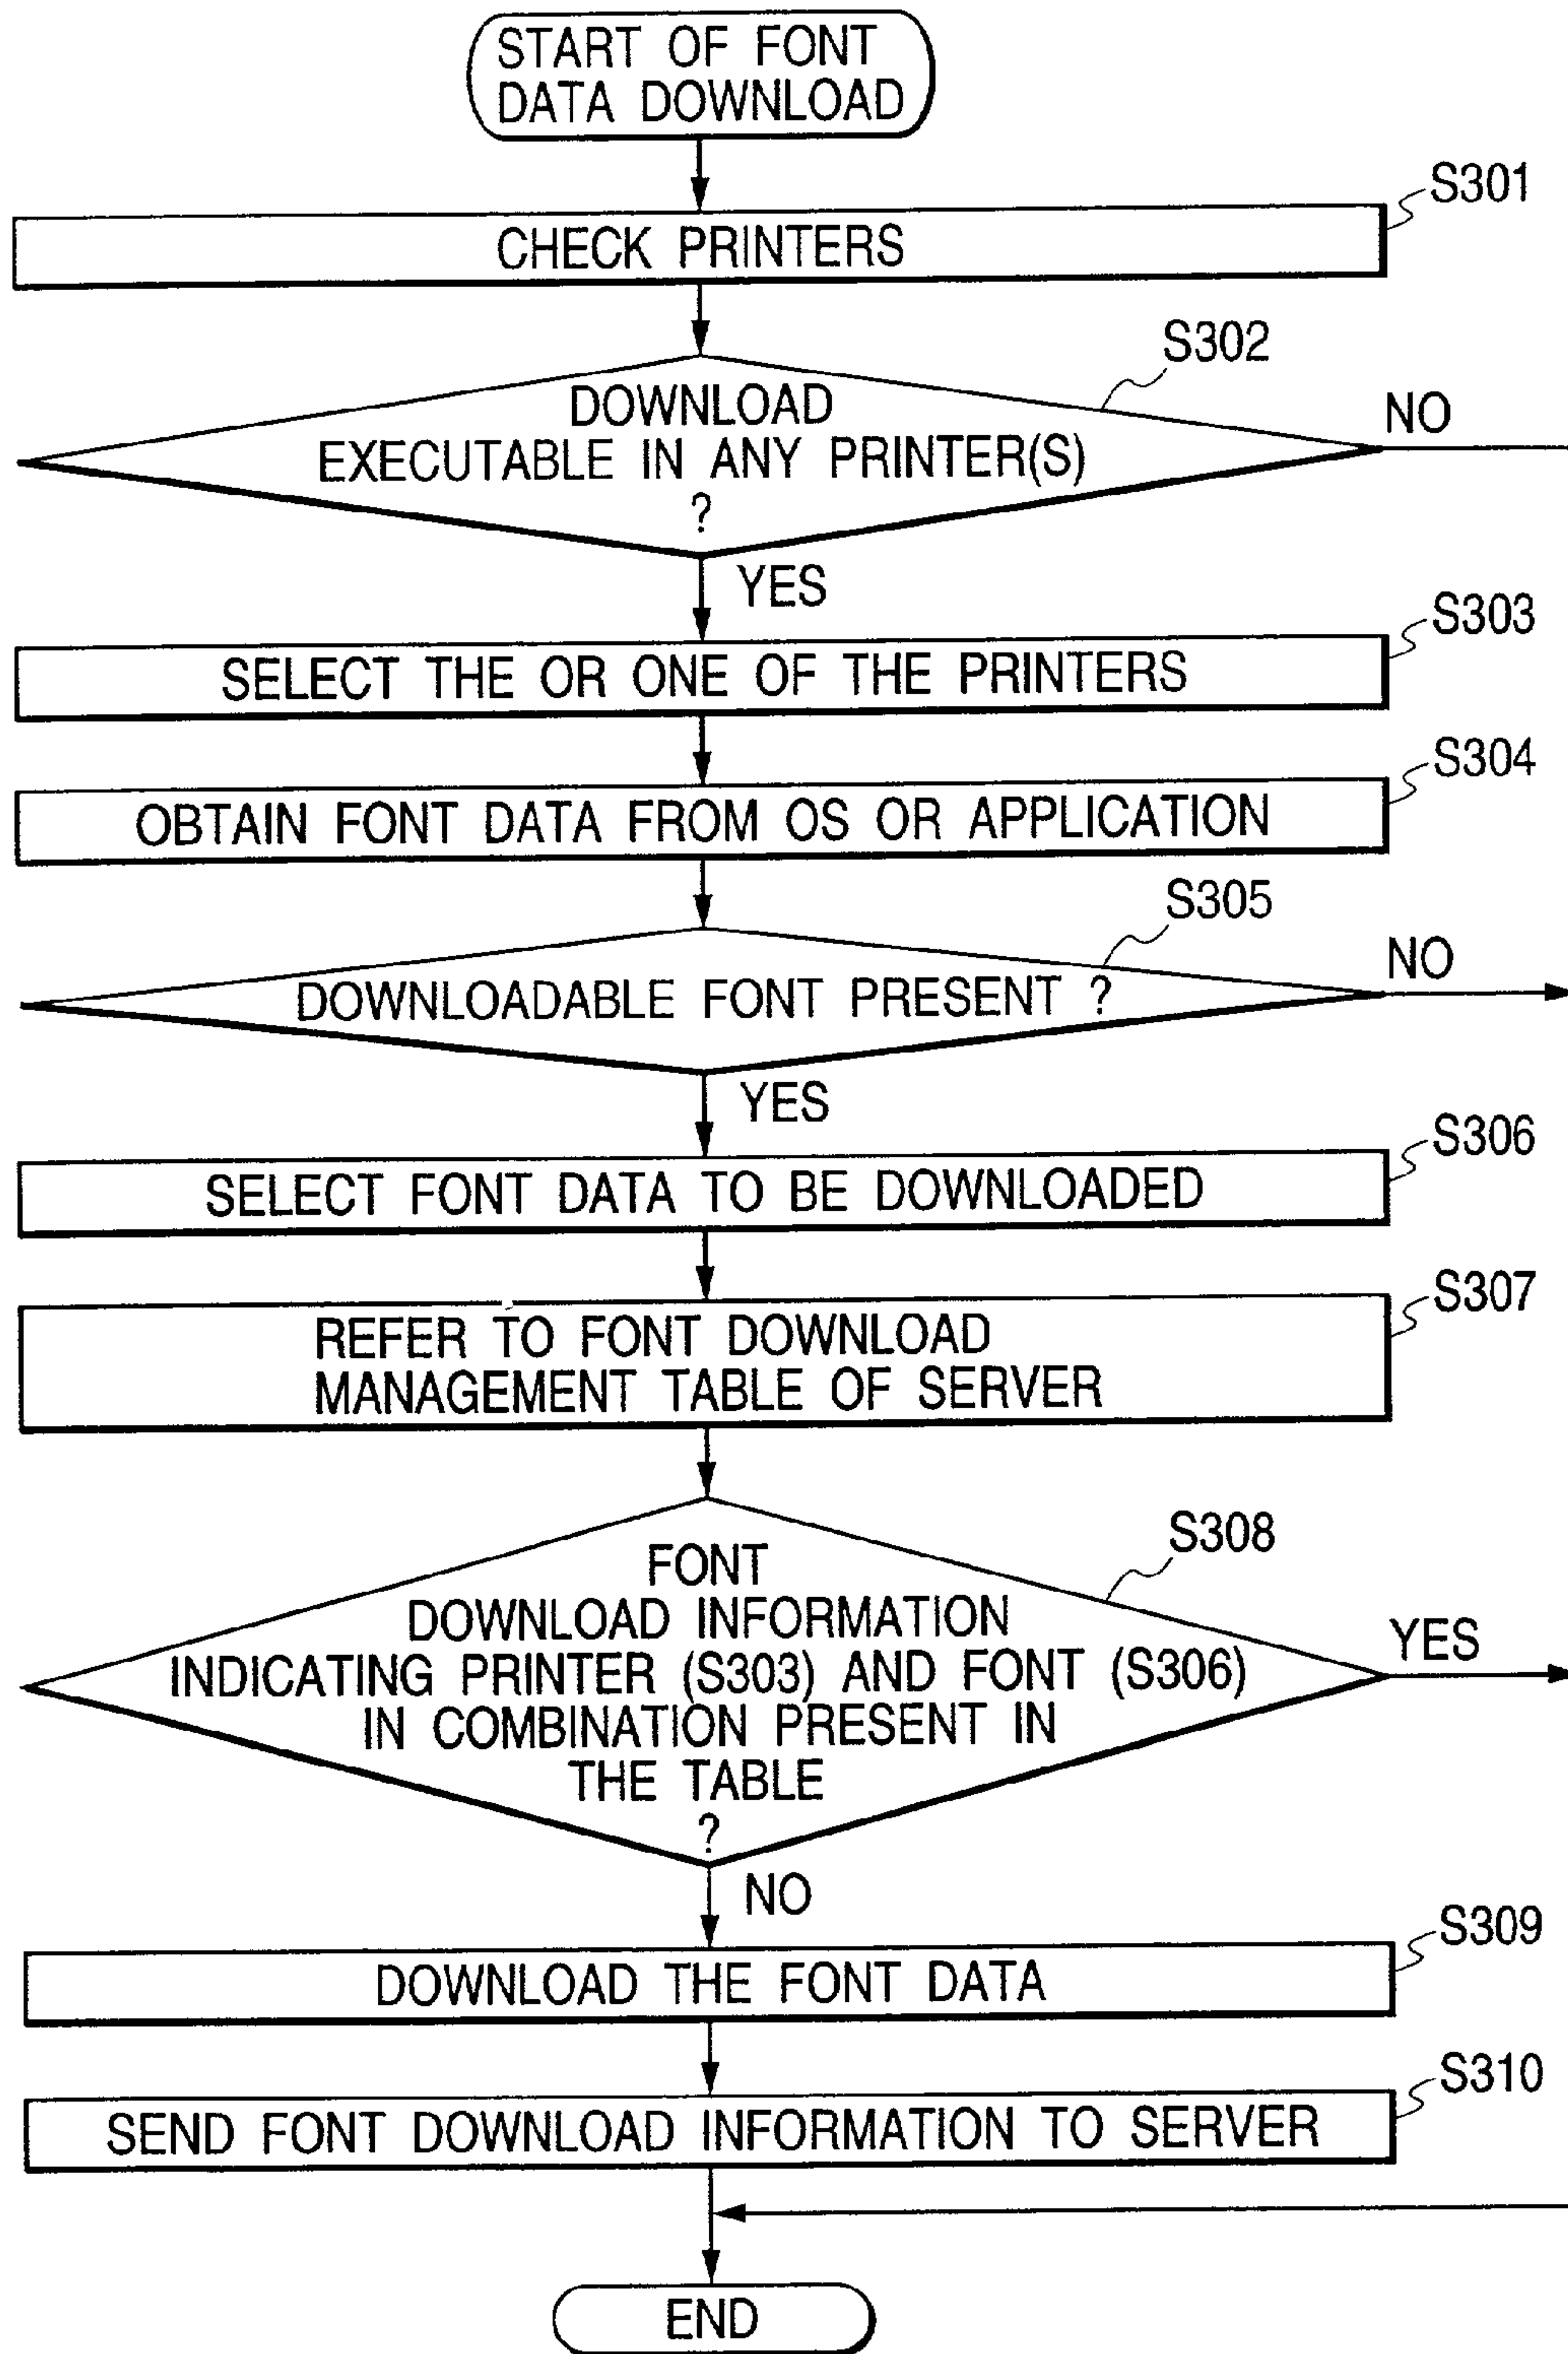 START OF FONT
DATA DOWNLOAD
S301
CHECK PRINTERS
S302
DOWNLOAD
EXECUTABLE IN ANY PRINTER(S)
?
NO
YES
S303
SELECT THE OR ONE OF THE PRINTERS
S304
OBTAIN FONT DATA FROM OS OR APPLICATION
S305
DOWNLOADABLE FONT PRESENT ?
NO
YES
S306
SELECT FONT DATA TO BE DOWNLOADED
S307
REFER TO FONT DOWNLOAD
MANAGEMENT TABLE OF SERVER
S308
FONT
DOWNLOAD INFORMATION
INDICATING PRINTER (S303) AND FONT (S306)
IN COMBINATION PRESENT IN
THE TABLE
?
YES
NO
S309
DOWNLOAD THE FONT DATA
S310
SEND FONT DOWNLOAD INFORMATION TO SERVER
END